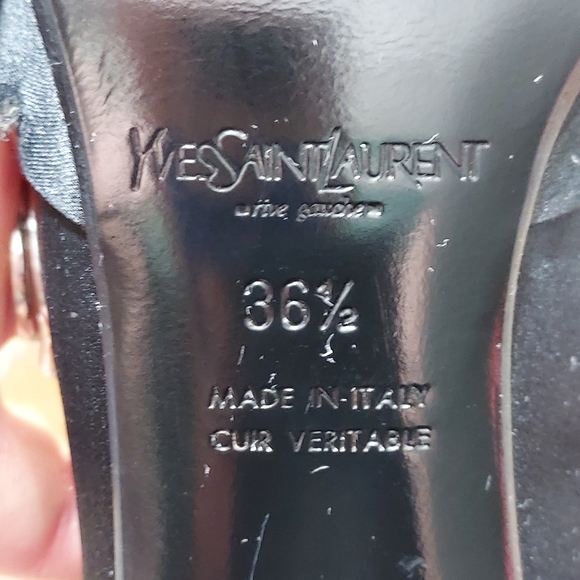 YVESSAINTLAURENT
rive gauche
36½
MADE IN ITALY
CUIR VERITABLE